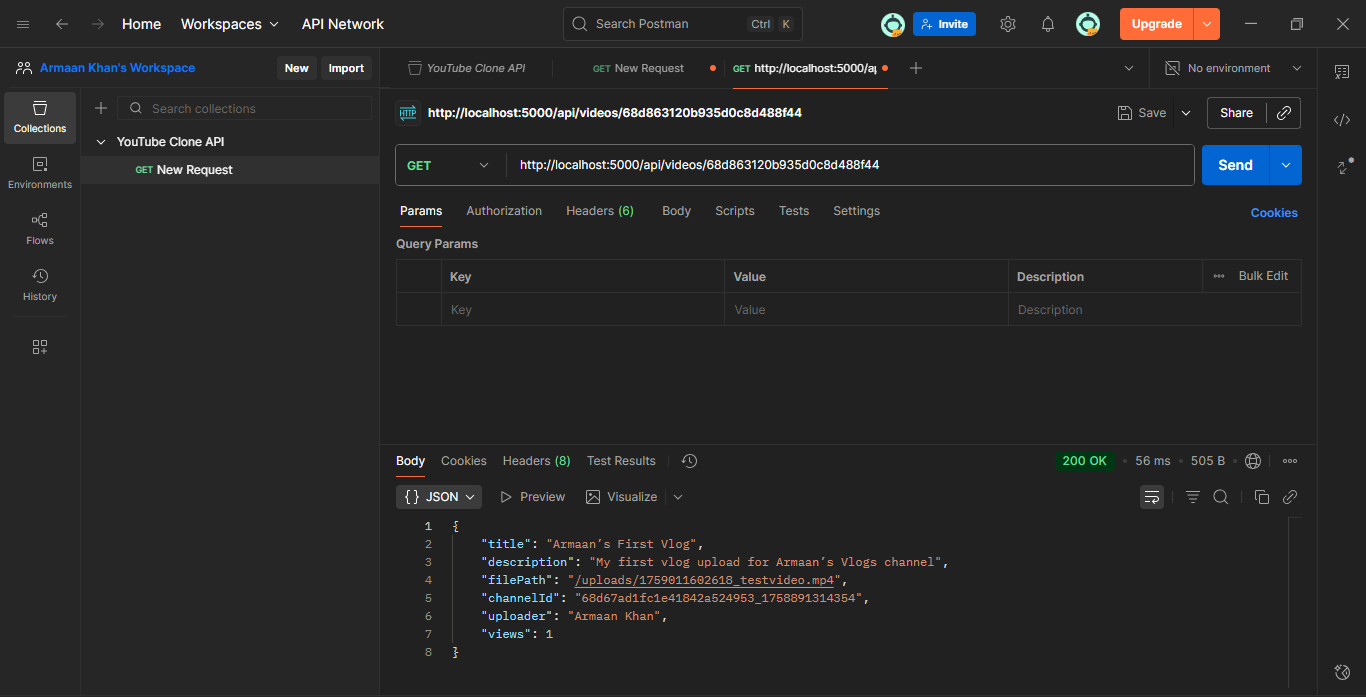 Home Workspaces API Network Search Postman Ctrl K Invite Upgrade
Armaan Khan's Workspace New Import YouTube Clone API GET New Request GET http://localhost:5000/ap No environment
Collections
Search collections
YouTube Clone API
GET New Request
Environments
Flows
History
HTTP http://localhost:5000/api/videos/68d863120b935d0c8d488f44 Save Share
GET http://localhost:5000/api/videos/68d863120b935d0c8d488f44 Send
Params Authorization Headers (6) Body Scripts Tests Settings Cookies
Query Params
Key Value Description Bulk Edit
Key Value Description
Body Cookies Headers (8) Test Results 200 OK • 56 ms • 505 B •
{} JSON Preview Visualize
1 {
2 "title": "Armaan’s First Vlog",
3 "description": "My first vlog upload for Armaan’s Vlogs channel",
4 "filePath": "/uploads/1759011602618_testvideo.mp4",
5 "channelId": "68d67ad1fc1e41842a524953_1758891314354",
6 "uploader": "Armaan Khan",
7 "views": 1
8 }